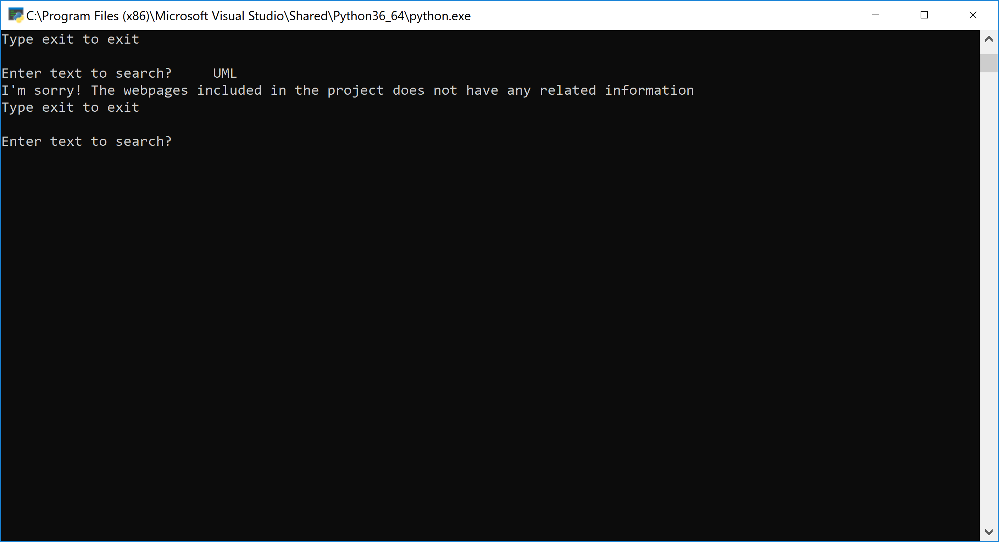 C:\Program Files (x86)\Microsoft Visual Studio\Shared\Python36_64\python.exe
Type exit to exit
Enter text to search?     UML
I'm sorry! The webpages included in the project does not have any related information
Type exit to exit
Enter text to search?